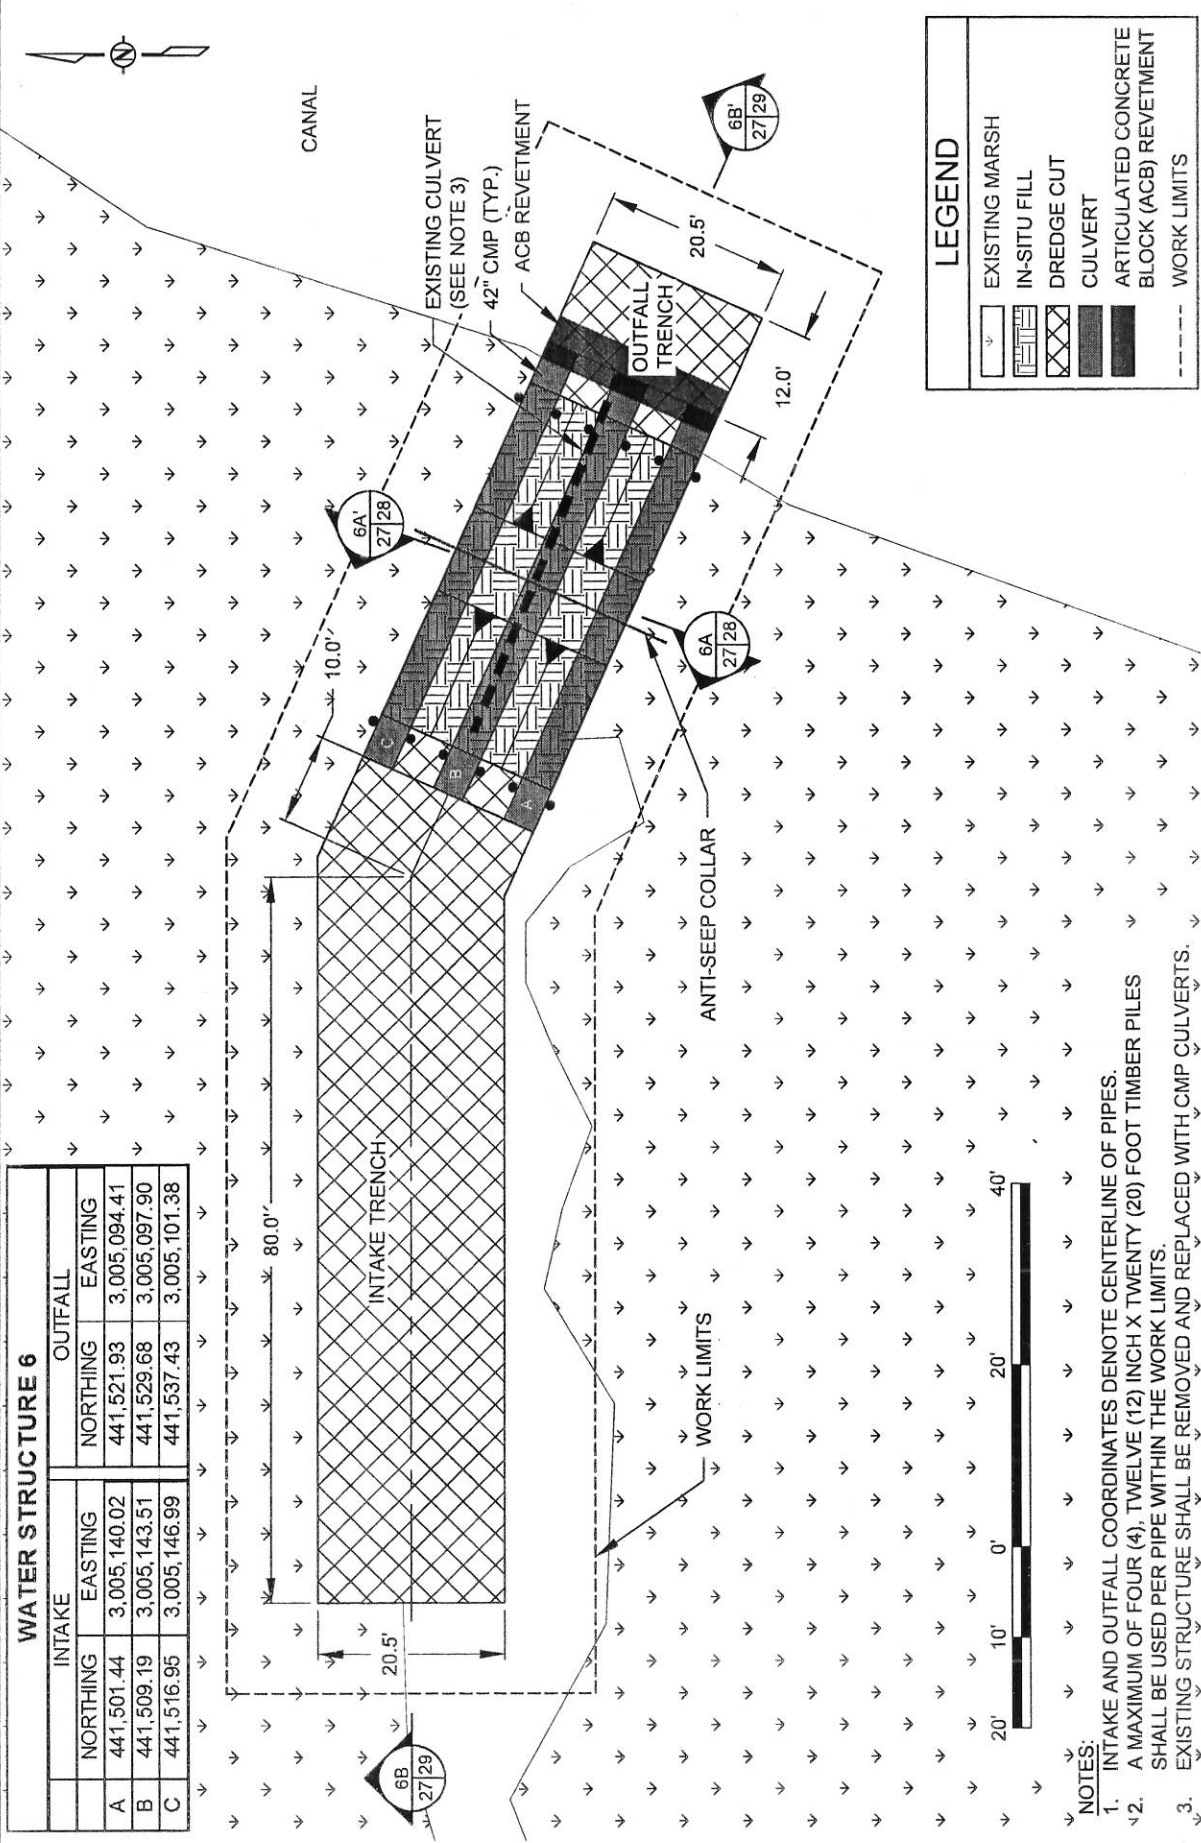 WATER STRUCTURE 6
INTAKE OUTFALL
NORTHING EASTING NORTHING EASTING
A 441,501.44 3,005,140.02 441,521.93 3,005,094.41
B 441,509.19 3,005,143.51 441,529.68 3,005,097.90
C 441,516.95 3,005,146.99 441,537.43 3,005,101.38
N
CANAL
EXISTING CULVERT
(SEE NOTE 3)
42" CMP (TYP.)
ACB REVETMENT
6B'
27 29
6A'
27 28
20.5'
OUTFALL
TRENCH
12.0'
10.0'
C
B
A
6A
27 28
80.0'
INTAKE TRENCH
ANTI-SEEP COLLAR
20.5'
WORK LIMITS
6B
27 29
20' 10' 0' 20' 40'
LEGEND
EXISTING MARSH
IN-SITU FILL
DREDGE CUT
CULVERT
ARTICULATED CONCRETE
BLOCK (ACB) REVETMENT
WORK LIMITS
NOTES:
1. INTAKE AND OUTFALL COORDINATES DENOTE CENTERLINE OF PIPES.
2. A MAXIMUM OF FOUR (4), TWELVE (12) INCH X TWENTY (20) FOOT TIMBER PILES
SHALL BE USED PER PIPE WITHIN THE WORK LIMITS.
3. EXISTING STRUCTURE SHALL BE REMOVED AND REPLACED WITH CMP CULVERTS.